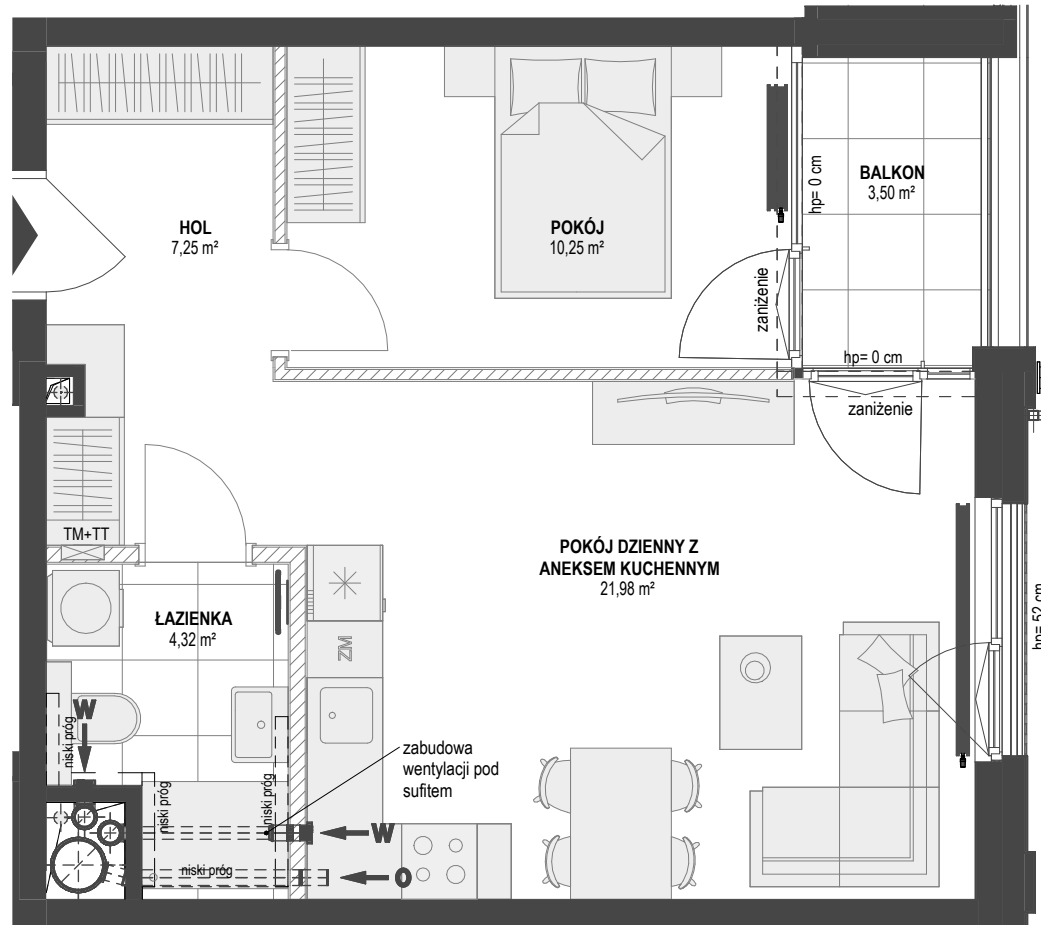 HOL
7,25 m²
POKÓJ
10,25 m²
BALKON
3,50 m²
hp= 0 cm
zaniżenie
hp= 0 cm
zaniżenie
TM+TT
POKÓJ DZIENNY Z
ANEKSEM KUCHENNYM
21,98 m²
hp= 52 cm
ŁAZIENKA
4,32 m²
ZM
W
niski próg
niski próg
niski próg
niski próg
zabudowa
wentylacji pod
sufitem
W
O